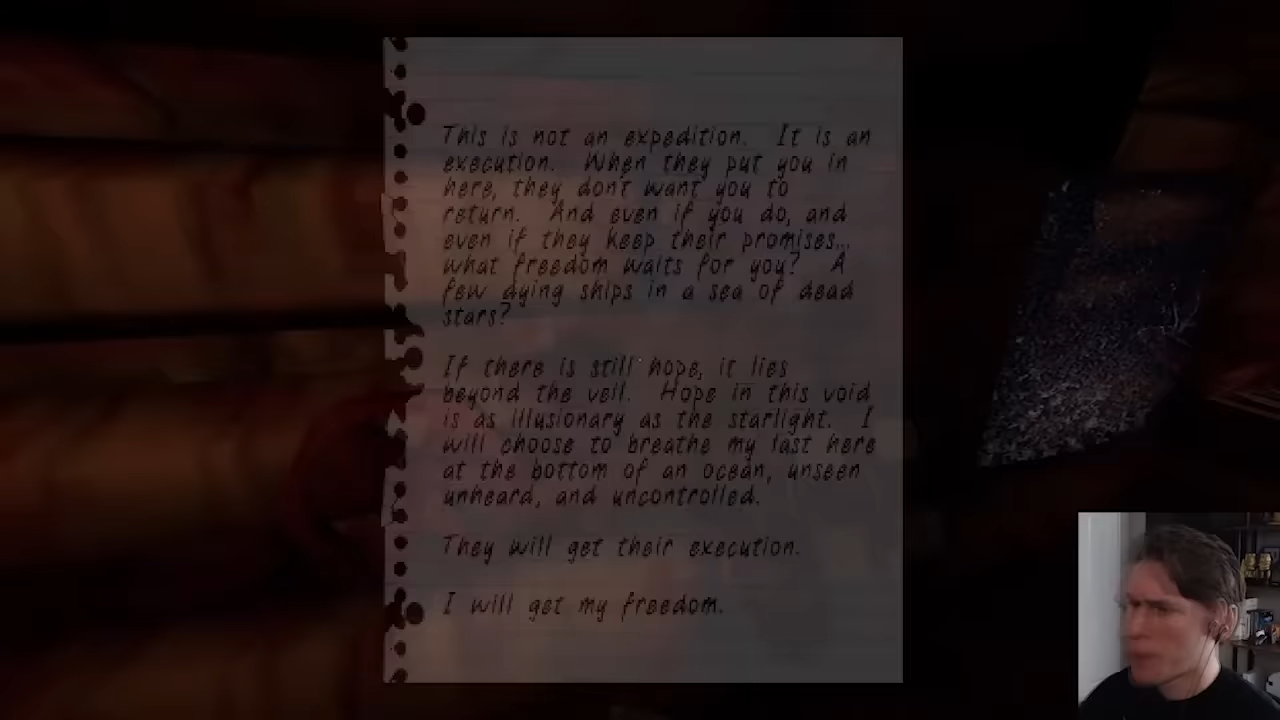 This is not an expedition. It is an
execution. When they put you in
here, they dont want you to
return. And even if you do, and
even if they keep their promises...
what freedom waits for you? A
few dying ships in a sea of dead
stars?
If there is still hope, it lies
beyond the veil. Hope in this void
is as illusionary as the starlight. I
will choose to breathe my last here
at the bottom of an ocean, unseen
unheard, and uncontrolled.
They will get their execution.
I will get my freedom.